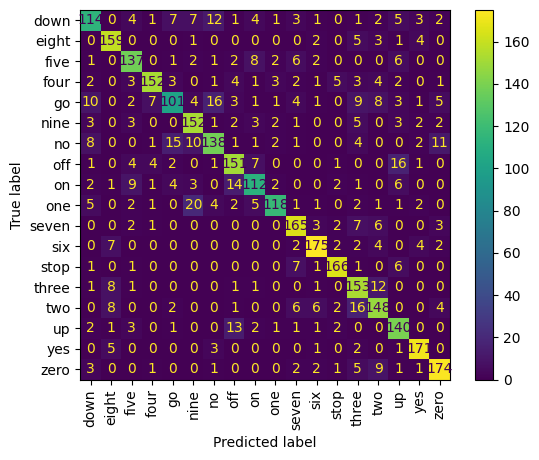 down 114 0 4 1 7 7 12 1 4 1 3 1 0 1 2 5 3 2
eight 0 159 0 0 0 1 0 0 0 0 0 2 0 5 3 1 4 0
five 1 0 137 0 1 2 1 2 8 2 6 2 0 0 0 6 0 0
four 2 0 3 152 3 0 1 4 1 3 2 1 5 3 4 2 0 1
go 10 0 2 7 101 4 16 3 1 1 4 1 0 9 8 3 1 5
nine 3 0 3 0 1 152 1 2 3 2 1 1 0 5 0 3 2 2
no 8 0 0 1 15 10 138 1 1 2 1 0 0 4 0 0 2 11
off 1 0 4 4 2 0 1 151 7 0 0 0 1 0 0 16 1 0
on 2 1 9 1 4 3 0 14 112 2 0 0 2 1 0 6 0 0
one 5 0 2 1 0 20 4 2 5 118 1 1 0 2 1 1 2 0
seven 0 0 2 1 0 0 0 0 0 0 165 3 2 7 6 0 0 3
six 0 7 0 0 0 0 0 0 0 0 2 175 2 2 4 0 4 2
stop 1 0 1 0 0 0 0 1 0 0 7 1 166 1 0 6 0 0
three 1 8 1 0 0 0 0 1 1 0 0 1 0 153 12 0 0 0
two 0 8 0 0 2 0 0 1 0 0 6 6 0 16 148 0 0 4
up 2 1 3 0 1 0 0 13 2 1 1 1 2 0 0 140 0 0
yes 0 5 0 0 0 0 3 0 0 0 0 1 0 2 0 1 171 0
zero 3 0 1 0 0 0 1 0 0 0 2 2 1 5 9 1 1 174
down eight five four go nine no off on one seven six stop three two up yes zero
Predicted label
True label
160
140
120
100
80
60
40
20
0